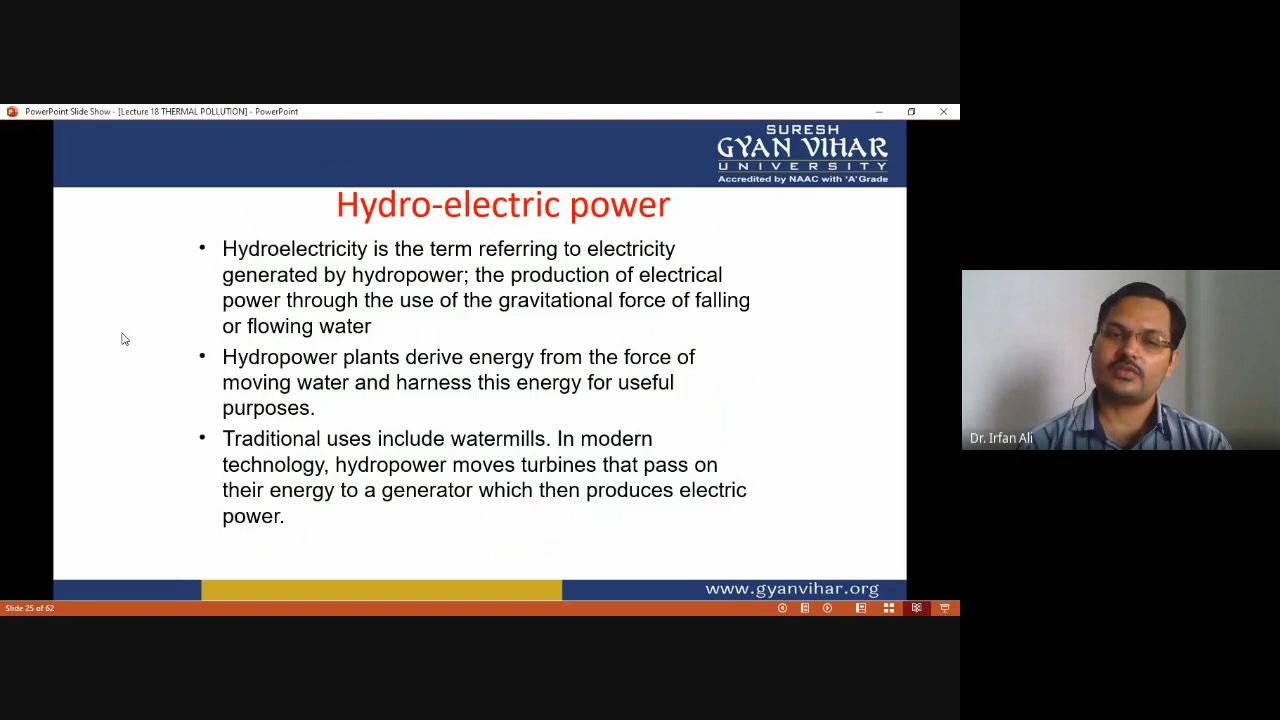 PowerPoint Slide Show - [Lecture 18 THERMAL POLLUTION] - PowerPoint
SURESH
GYAN VIHAR
UNIVERSITY
Accredited by NAAC with 'A' Grade
Hydro-electric power
• Hydroelectricity is the term referring to electricity
generated by hydropower; the production of electrical
power through the use of the gravitational force of falling
or flowing water
• Hydropower plants derive energy from the force of
moving water and harness this energy for useful
purposes.
• Traditional uses include watermills. In modern
technology, hydropower moves turbines that pass on
their energy to a generator which then produces electric
power.
Dr. Irfan Ali
www.gyanvihar.org
Slide 25 of 62